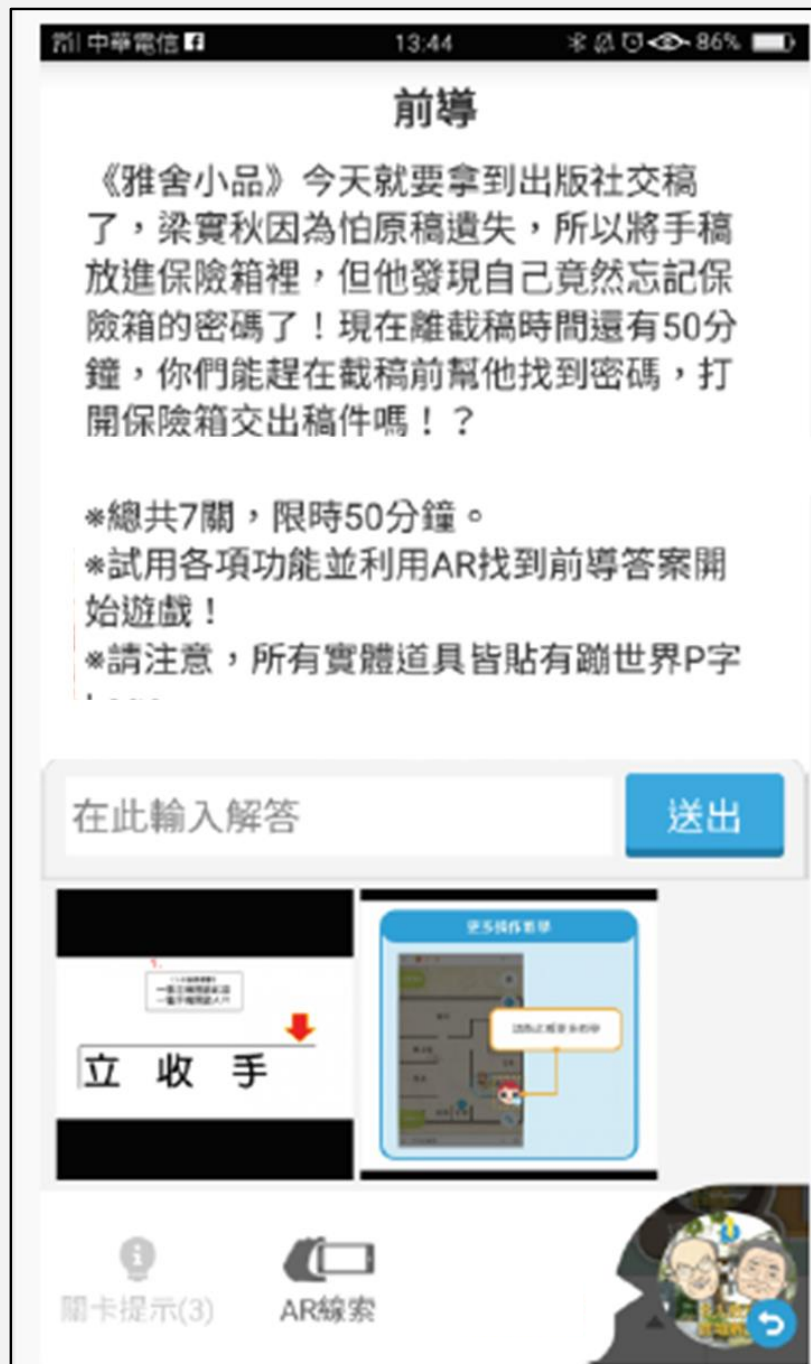 中華電信
13:44
86%
前導
《雅舍小品》今天就要拿到出版社交稿
了，梁實秋因為怕原稿遺失，所以將手稿
放進保險箱裡，但他發現自己竟然忘記保
險箱的密碼了！現在離截稿時間還有50分
鐘，你們能趕在截稿前幫他找到密碼，打
開保險箱交出稿件嗎！？
※總共7關，限時50分鐘。
※試用各項功能並利用AR找到前導答案開
始遊戲！
※請注意，所有實體道具皆貼有蹦世界P字
在此輸入解答
送出
1.
立 收 手
更多操作教學
關卡提示(3)
AR線索